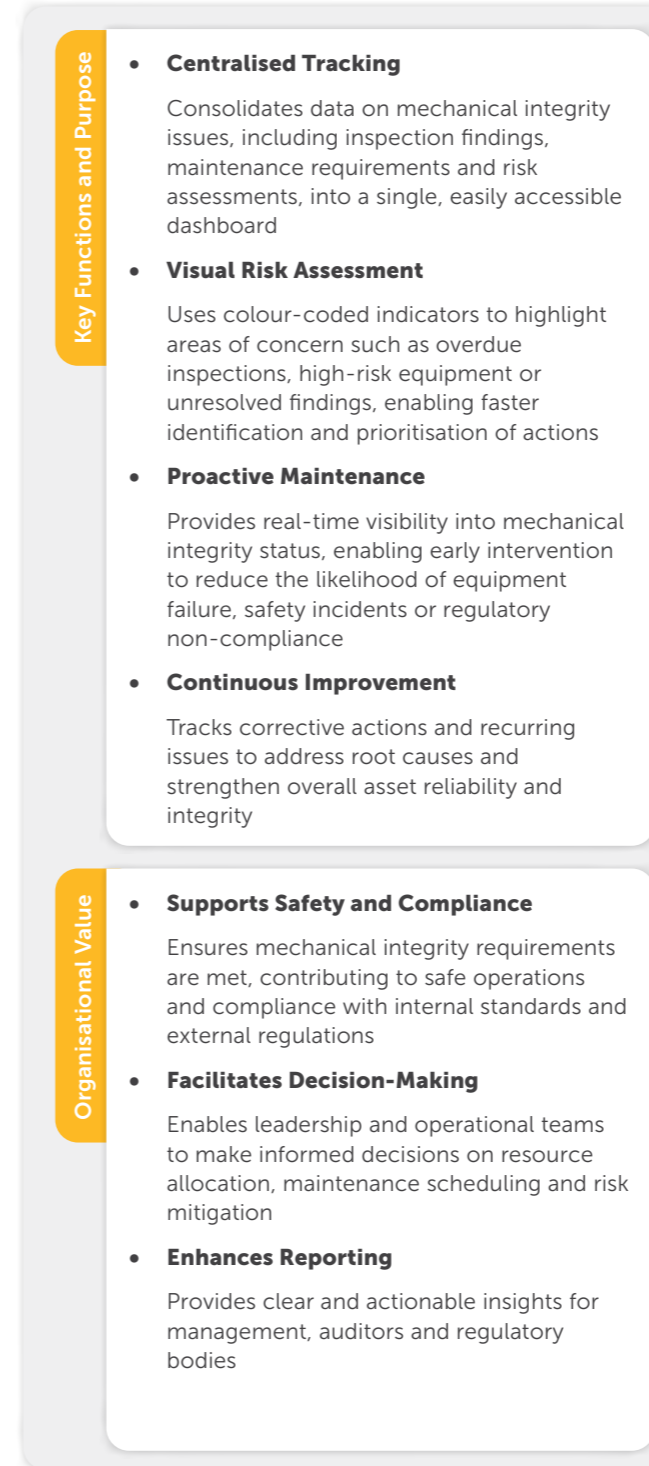 Key Functions and Purpose
• Centralised Tracking
Consolidates data on mechanical integrity
issues, including inspection findings,
maintenance requirements and risk
assessments, into a single, easily accessible
dashboard
• Visual Risk Assessment
Uses colour-coded indicators to highlight
areas of concern such as overdue
inspections, high-risk equipment or
unresolved findings, enabling faster
identification and prioritisation of actions
• Proactive Maintenance
Provides real-time visibility into mechanical
integrity status, enabling early intervention
to reduce the likelihood of equipment
failure, safety incidents or regulatory
non-compliance
• Continuous Improvement
Tracks corrective actions and recurring
issues to address root causes and
strengthen overall asset reliability and
integrity
Organisational Value
• Supports Safety and Compliance
Ensures mechanical integrity requirements
are met, contributing to safe operations
and compliance with internal standards and
external regulations
• Facilitates Decision-Making
Enables leadership and operational teams
to make informed decisions on resource
allocation, maintenance scheduling and risk
mitigation
• Enhances Reporting
Provides clear and actionable insights for
management, auditors and regulatory
bodies